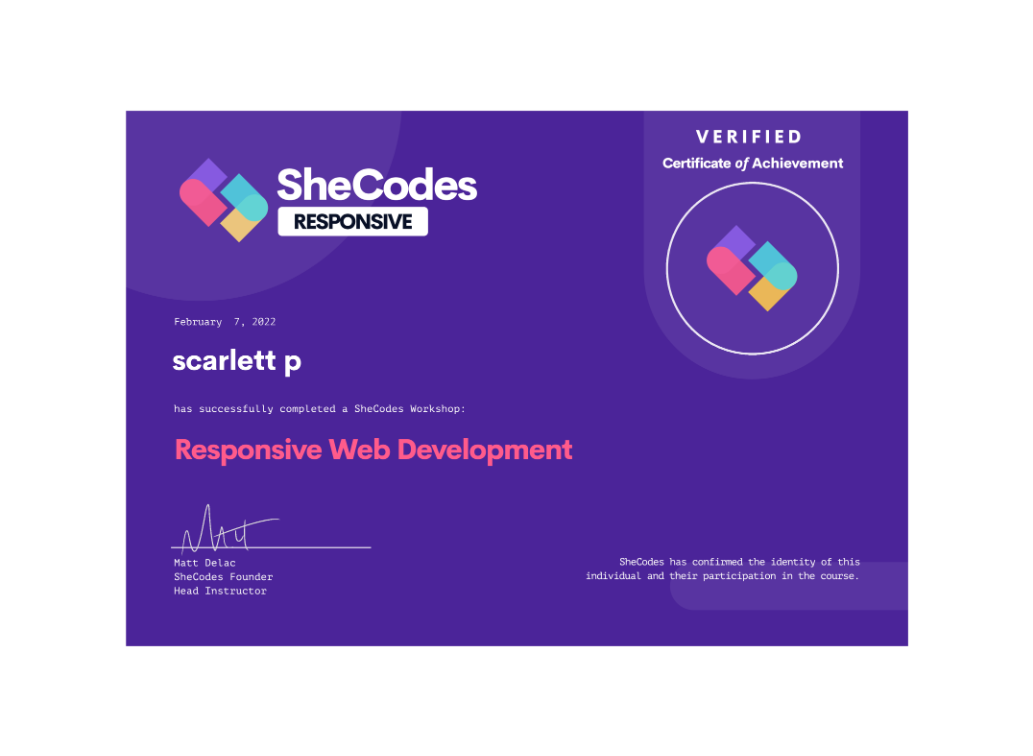 SheCodes
RESPONSIVE
VERIFIED
Certificate of Achievement
February 7, 2022
scarlett p
has successfully completed a SheCodes Workshop:
Responsive Web Development
Matt
Matt Delac
SheCodes Founder
Head Instructor
SheCodes has confirmed the identity of this
individual and their participation in the course.